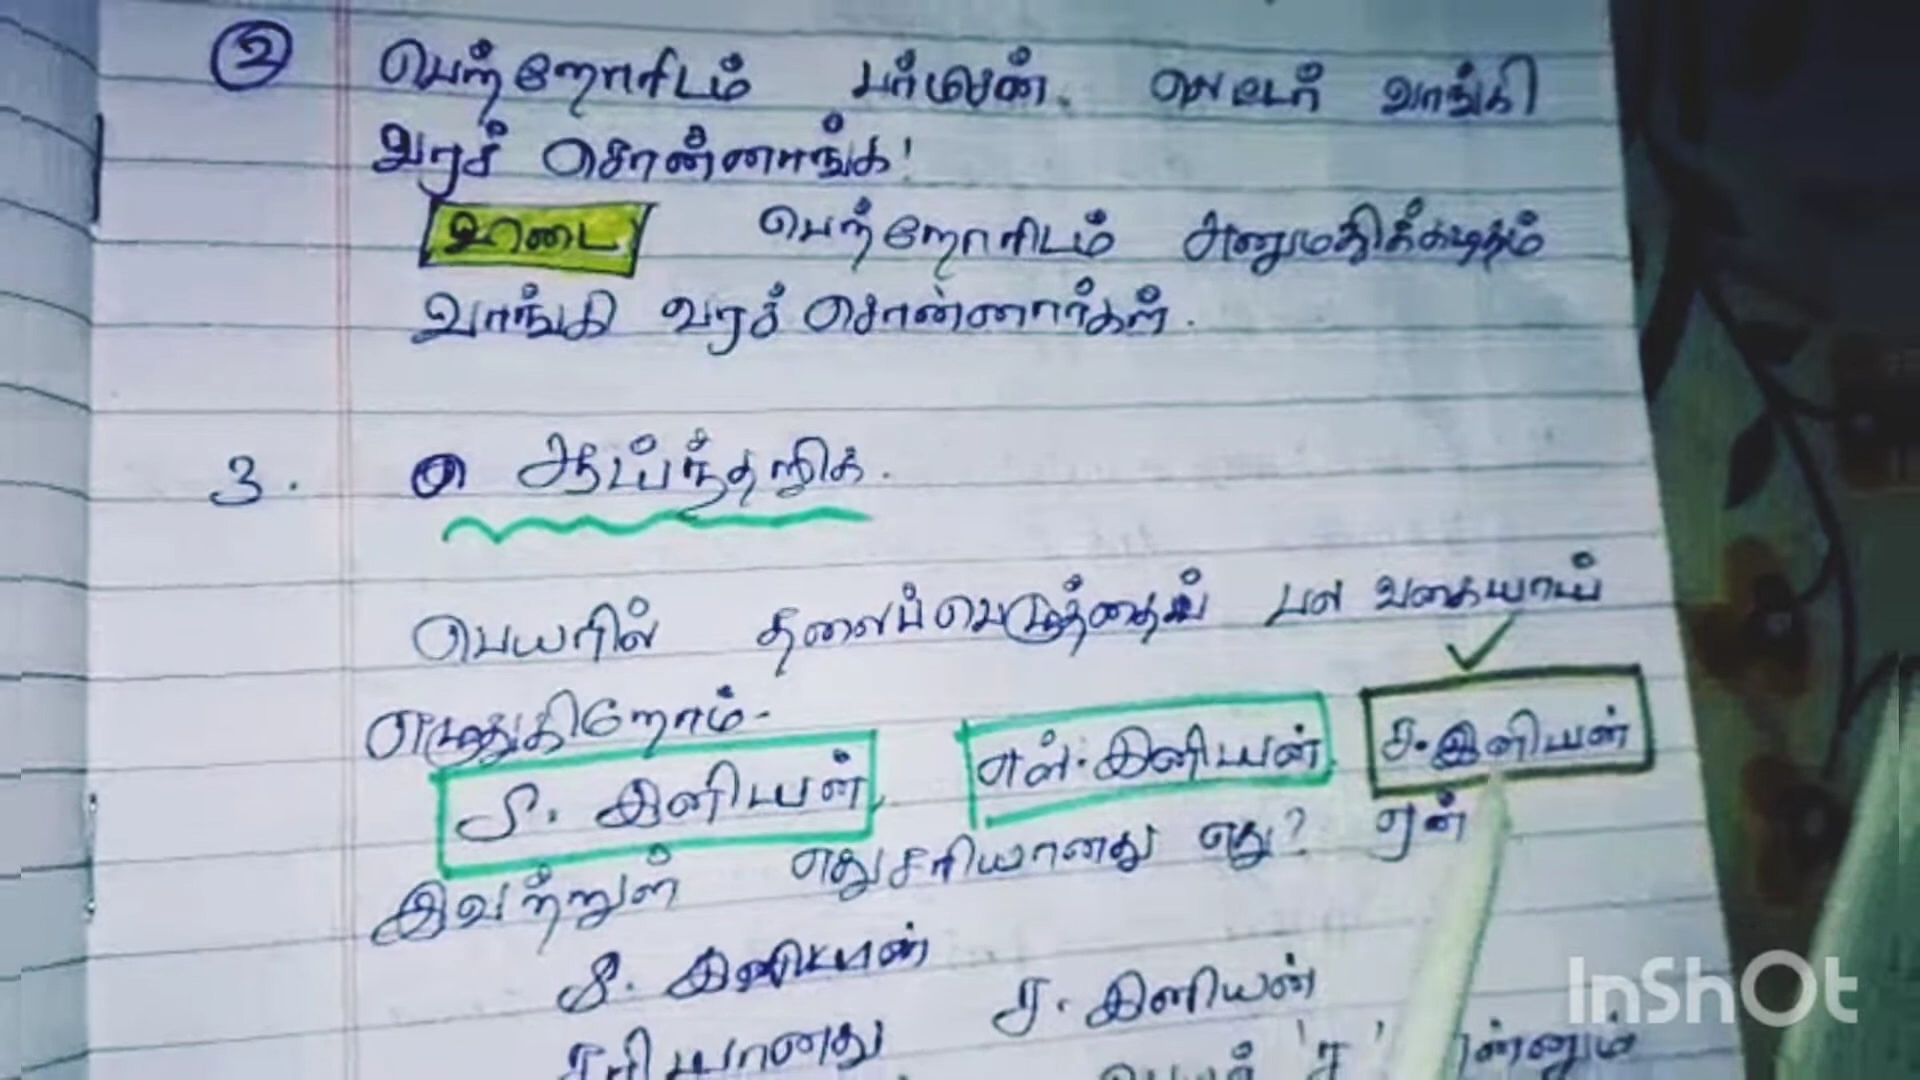 ② பெற்றோரிடம் பர்மிஷன் லெட்டர் வாங்கி
வரச் சொன்னாங்க!
விடை பெற்றோரிடம் அனுமதிக்கடிதம்
வாங்கி வரச் சொன்னார்கள்.
3.
பெயரில் தலைப்பெழுத்தைப் பல வகையாய்
எழுதுகிறோம்-
S. இனியன், எஸ். இனியன், ச. இனியன்
இவற்றுள் எது சரியானது எது? ஏன்
S. இனியன்
ச. இனியன்
சரியானது
பெயர் 'ச' என்னும்
InShOt